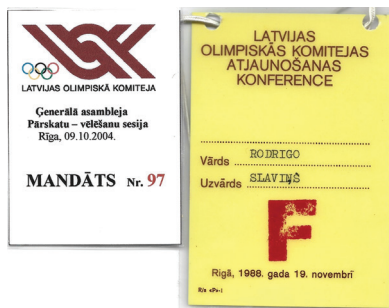 LATVIJAS OLIMPISKĀ KOMITEJA
Ģenerālā asambleja
Pārskatu – vēlēšanu sesija
Rīga, 09.10.2004.
MANDĀTS Nr. 97
LATVIJAS
OLIMPISKĀS KOMITEJAS
ATJAUNOŠANAS
KONFERENCE
Vārds RODRIGO
Uzvārds SLAVIŅŠ
F
Rīgā, 1988. gada 19. novembrī